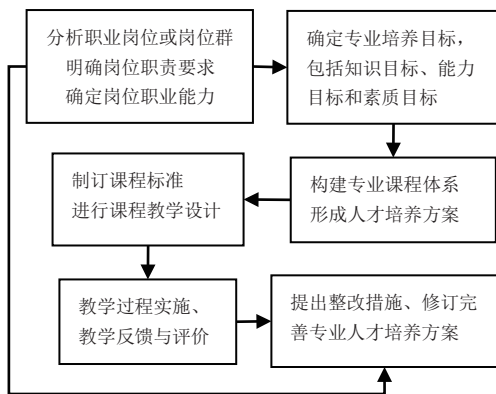 分析职业岗位或岗位群
明确岗位职责要求
确定岗位职业能力
确定专业培养目标，
包括知识目标、能力
目标和素质目标
制订课程标准
进行课程教学设计
构建专业课程体系
形成人才培养方案
教学过程实施、
教学反馈与评价
提出整改措施、修订完
善专业人才培养方案